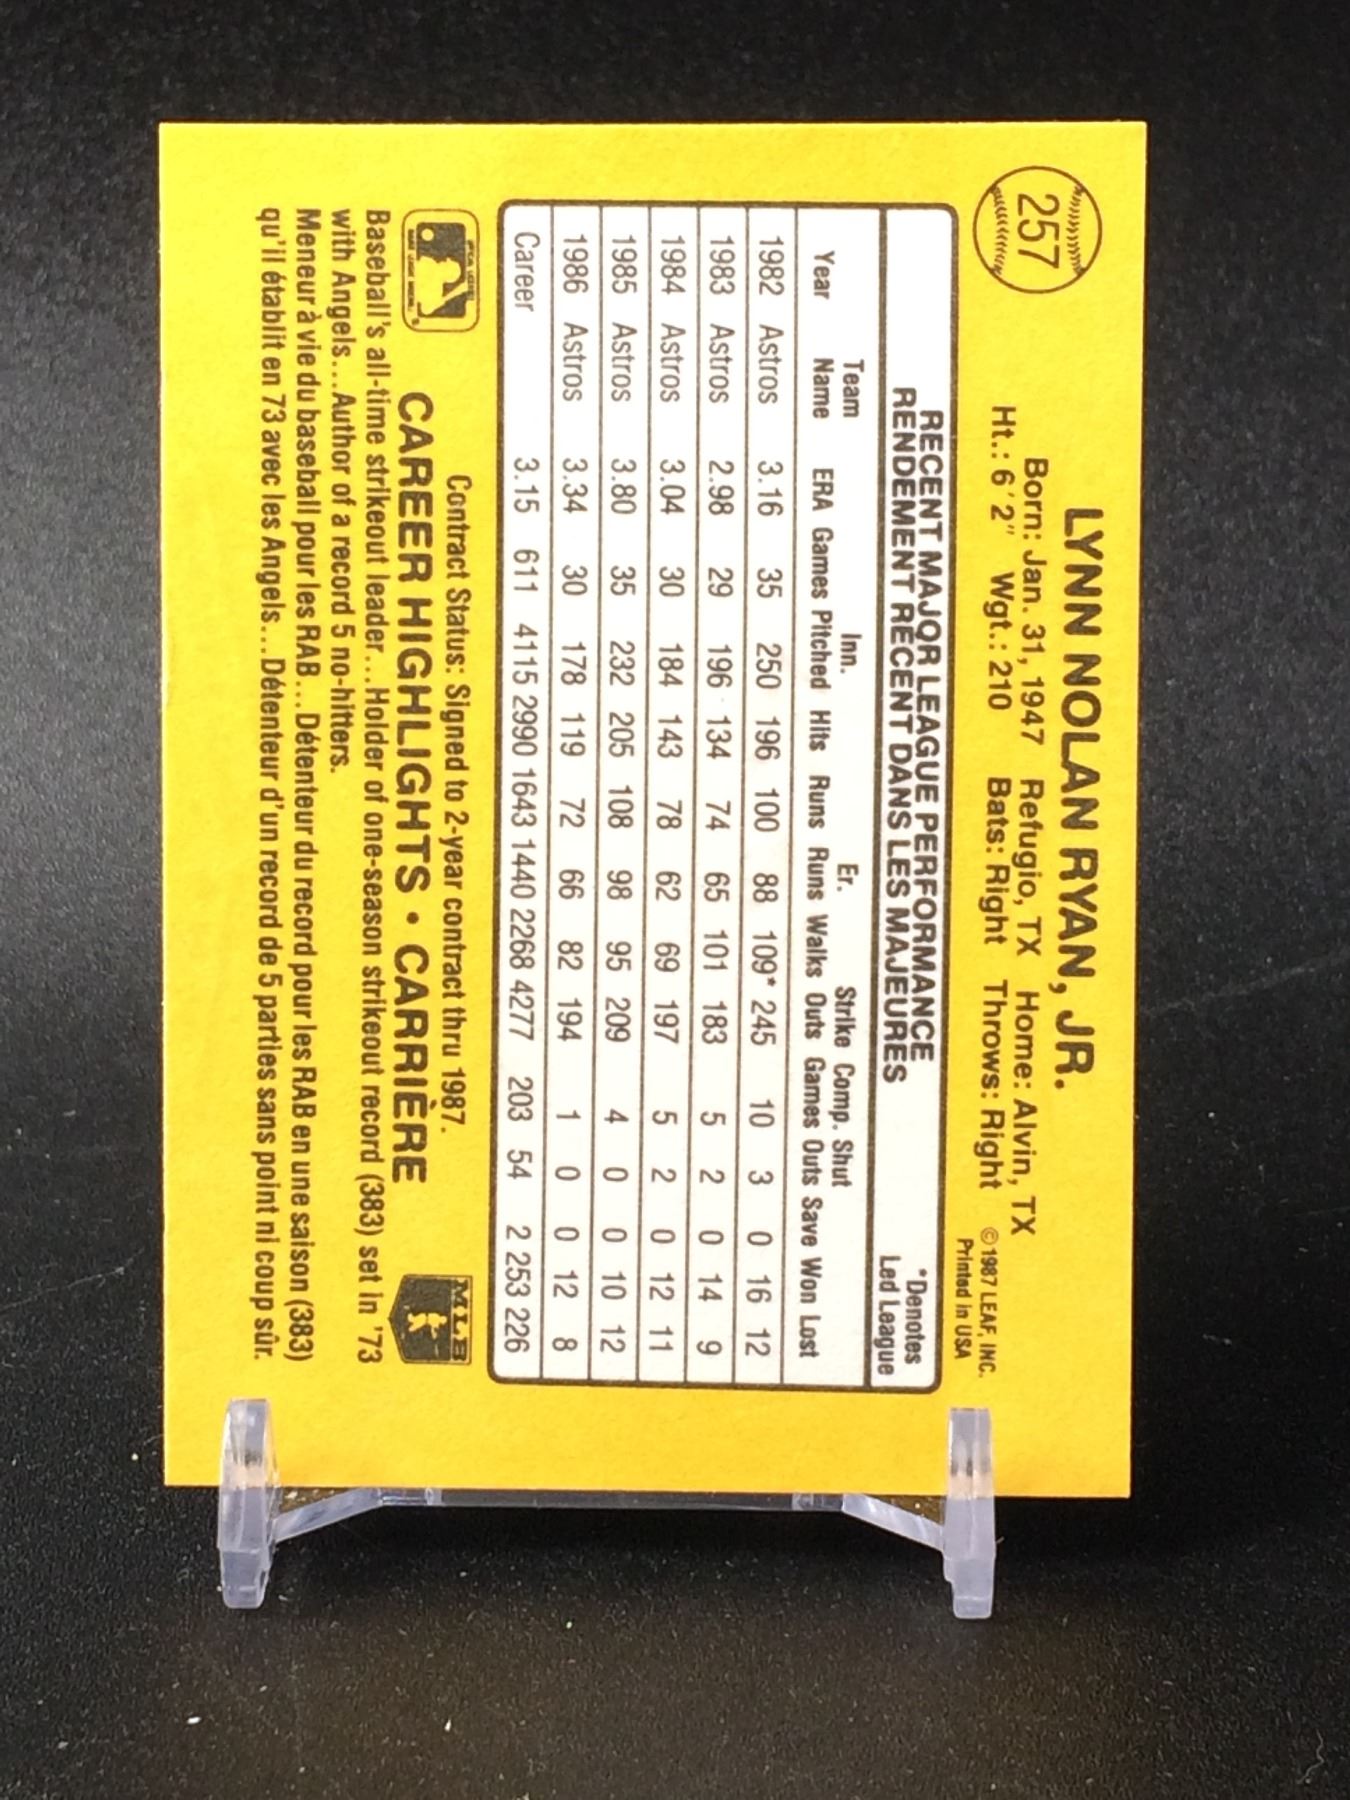 257
LYNN NOLAN RYAN, JR.
Born: Jan. 31, 1947 Refugio, TX Home: Alvin, TX
Ht.: 6'2" Wgt.: 210 Bats: Right Throws: Right
©1987 LEAF, INC.
Printed in USA
RECENT MAJOR LEAGUE PERFORMANCE
RENDEMENT RÉCENT DANS LES MAJEURES
*Denotes
Led League
Team Inn. Er. Strike Comp. Shut
Year Name ERA Games Pitched Hits Runs Runs Walks Outs Games Outs Save Won Lost
1982 Astros 3.16 35 250 196 100 88 109* 245 10 3 0 16 12
1983 Astros 2.98 29 196 134 74 65 101 183 5 2 0 14 9
1984 Astros 3.04 30 184 143 78 62 69 197 5 2 0 12 11
1985 Astros 3.80 35 232 205 108 98 95 209 4 0 0 10 12
1986 Astros 3.34 30 178 119 72 66 82 194 1 0 0 12 8
Career 3.15 611 4115 2990 1643 1440 2268 4277 203 54 2 253 226
Contract Status: Signed to 2-year contract thru 1987.
CAREER HIGHLIGHTS • CARRIÈRE
MLB
Baseball's all-time strikeout leader...Holder of one-season strikeout record (383) set in '73
with Angels...Author of a record 5 no-hitters.
Meneur à vie du baseball pour les RAB...Détenteur du record pour les RAB en une saison (383)
qu'il établit en 73 avec les Angels...Détenteur d'un record de 5 parties sans point ni coup sûr.